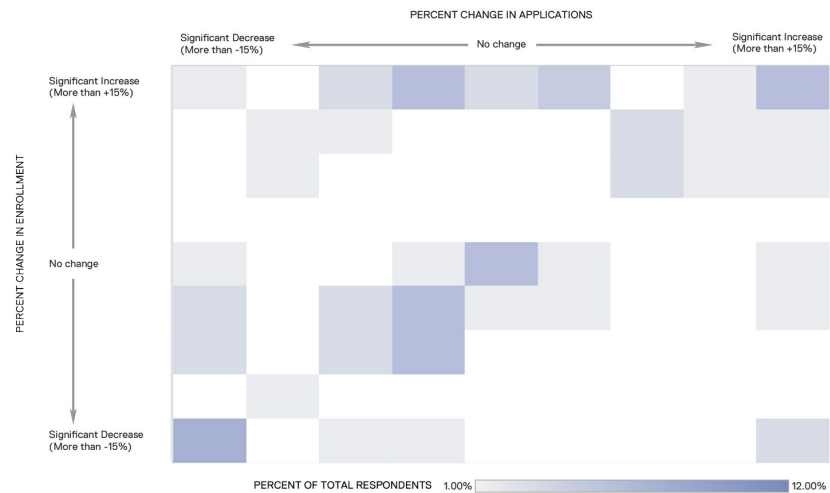 PERCENT CHANGE IN APPLICATIONS
Significant Decrease
(More than -15%)
No change
Significant Increase
(More than +15%)
Significant Increase
(More than +15%)
PERCENT CHANGE IN ENROLLMENT
No change
Significant Decrease
(More than -15%)
PERCENT OF TOTAL RESPONDENTS 1.00% 12.00%